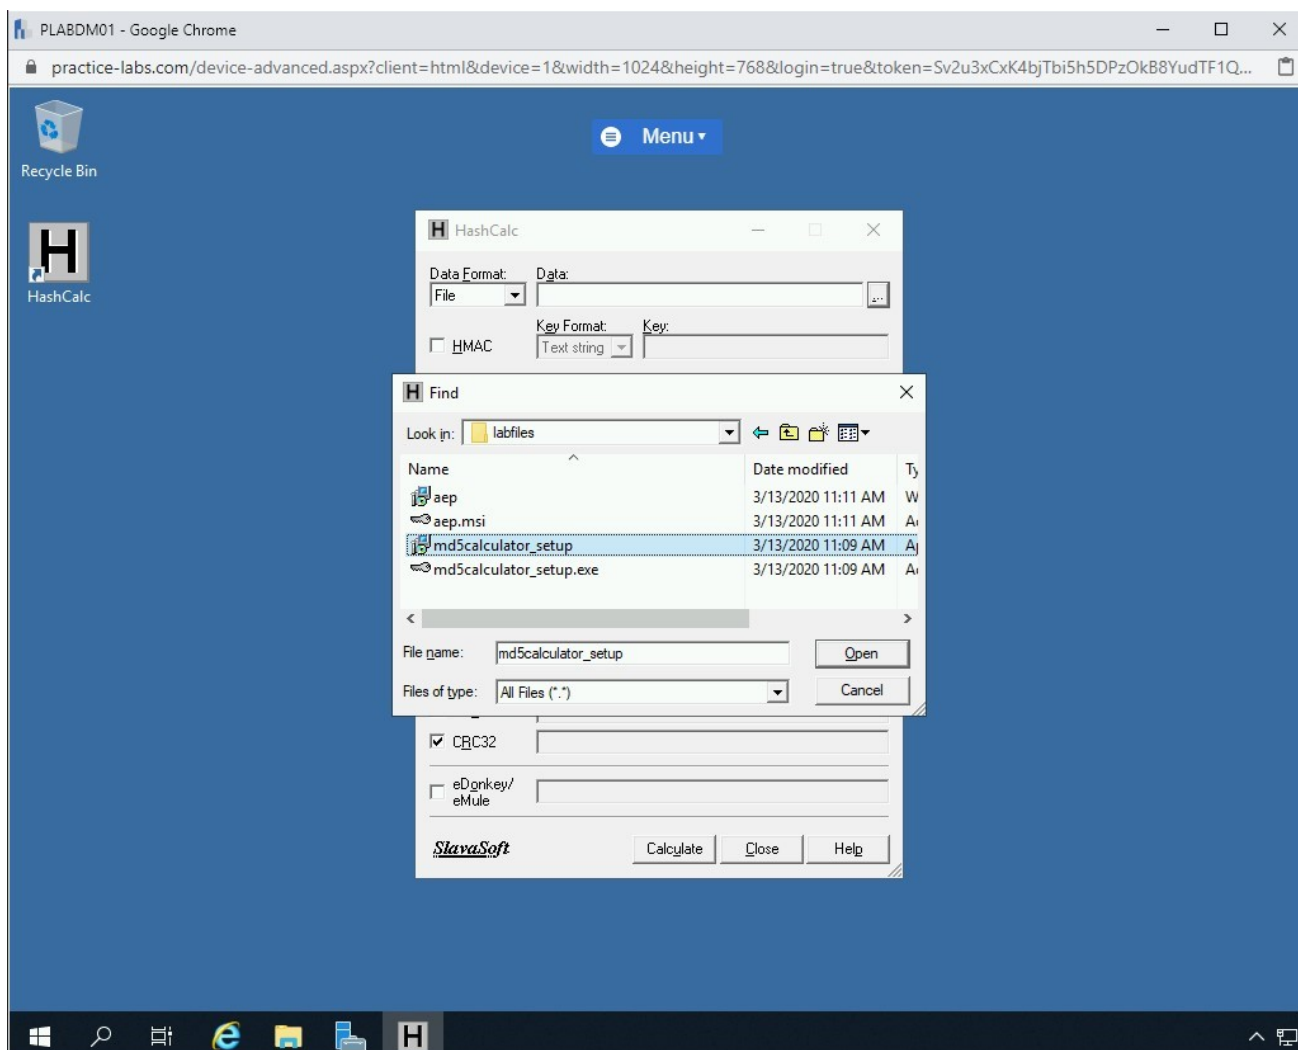 PLABDM01 - Google Chrome
practice-labs.com/device-advanced.aspx?client=html&device=1&width=1024&height=768&login=true&token=Sv2u3xCxK4bjTbi5h5DPzOkB8YudTF1Q...
Menu
Recycle Bin
H
HashCalc
H HashCalc
Data Format: Data:
File ...
Key Format: Key:
HMAC Text string
H Find
Look in: labfiles
Name Date modified Ty
aep 3/13/2020 11:11 AM W
aep.msi 3/13/2020 11:11 AM A
md5calculator_setup 3/13/2020 11:09 AM A
md5calculator_setup.exe 3/13/2020 11:09 AM A
File name: md5calculator_setup Open
Files of type: All Files (*.*) Cancel
CRC32
eDonkey/
eMule
SlavaSoft Calculate Close Help
H